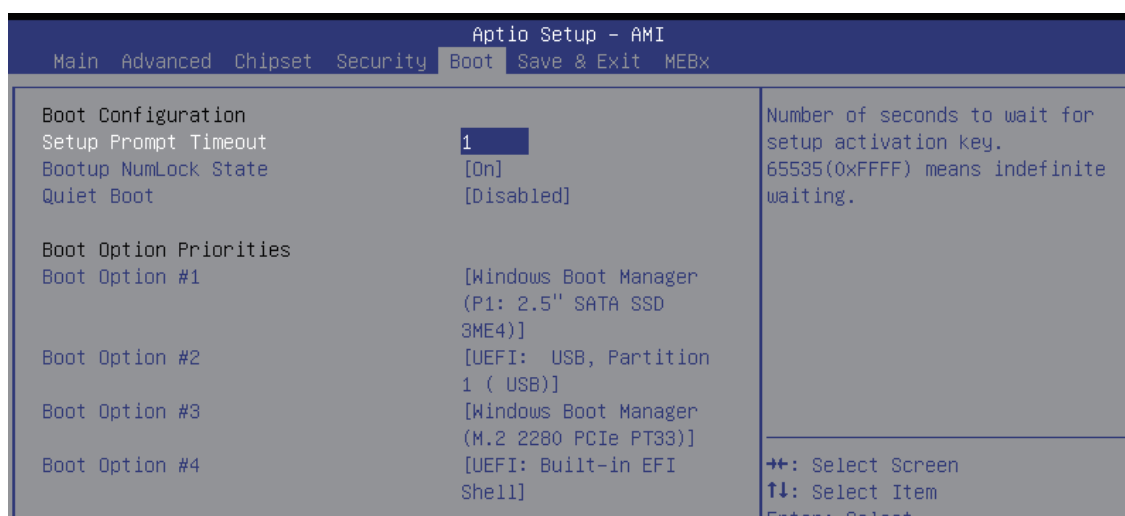 Aptio Setup - AMI
Main Advanced Chipset Security Boot Save & Exit MEBx
Boot Configuration
Setup Prompt Timeout 1
Bootup NumLock State [On]
Quiet Boot [Disabled]
Boot Option Priorities
Boot Option #1 [Windows Boot Manager
(P1: 2.5" SATA SSD
3ME4)]
Boot Option #2 [UEFI:  USB, Partition
1 ( USB)]
Boot Option #3 [Windows Boot Manager
(M.2 2280 PCIe PT33)]
Boot Option #4 [UEFI: Built-in EFI
Shell]
Number of seconds to wait for
setup activation key.
65535(0xFFFF) means indefinite
waiting.
→←: Select Screen
↑↓: Select Item
Enter: Select